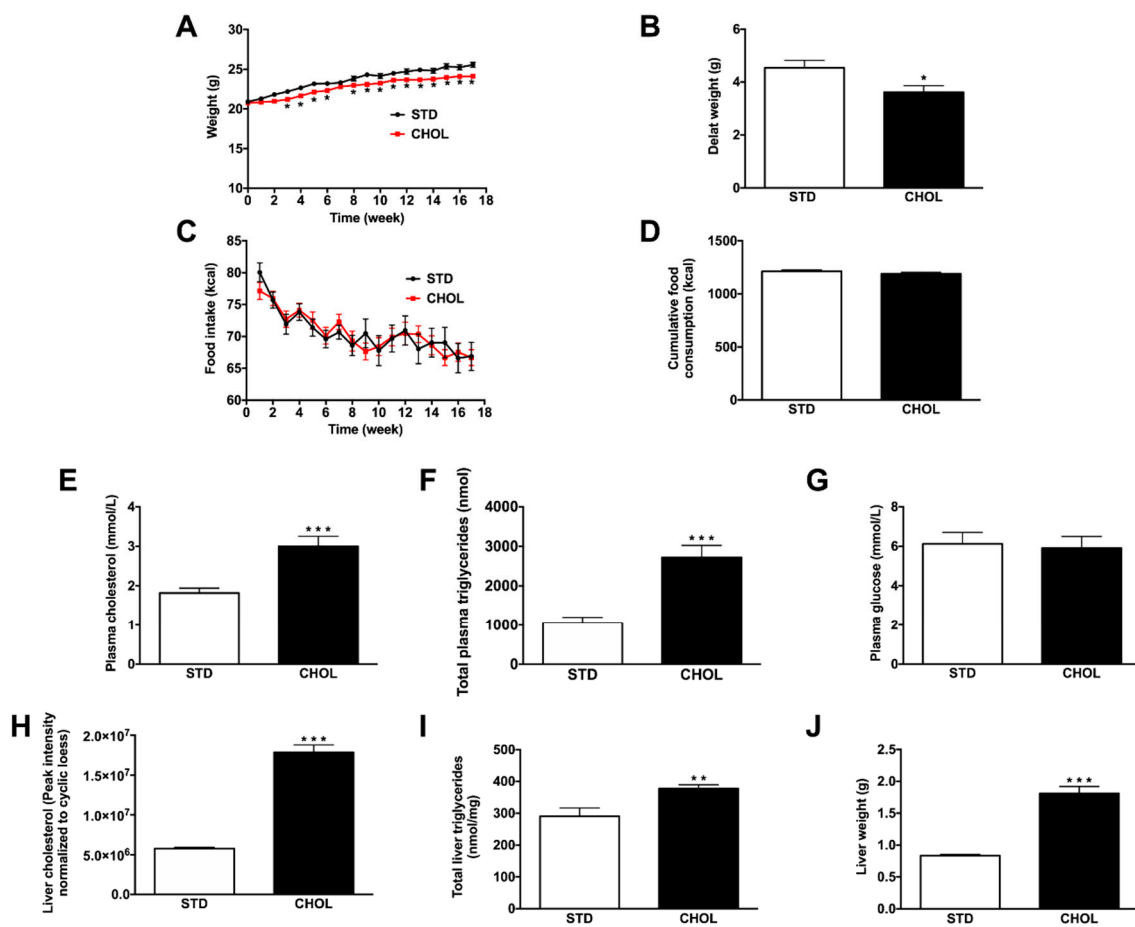 A
30
25
20
15
10
Weight (g)
* * * * * * * * * * * * * *
STD
CHOL
0 2 4 6 8 10 12 14 16 18
Time (week)
B
6
4
2
0
Delat weight (g)
*
STD CHOL
C
85
80
75
70
65
60
Food intake (kcal)
STD
CHOL
0 2 4 6 8 10 12 14 16 18
Time (week)
D
1500
1000
500
0
Cumulative food
consumption (kcal)
STD CHOL
E
4
3
2
1
0
Plasma cholesterol (mmol/L)
***
STD CHOL
F
4000
3000
2000
1000
0
Total plasma triglycerides (nmol)
***
STD CHOL
G
8
6
4
2
0
Plasma glucose (mmol/L)
STD CHOL
H
2.0×10⁷
1.5×10⁷
1.0×10⁷
5.0×10⁶
0.0
Liver cholesterol (Peak intensity
normalized to cyclic loess)
***
STD CHOL
I
500
400
300
200
100
0
Total liver triglycerides
(nmol/mg)
**
STD CHOL
J
2.5
2.0
1.5
1.0
0.5
0.0
Liver weight (g)
***
STD CHOL